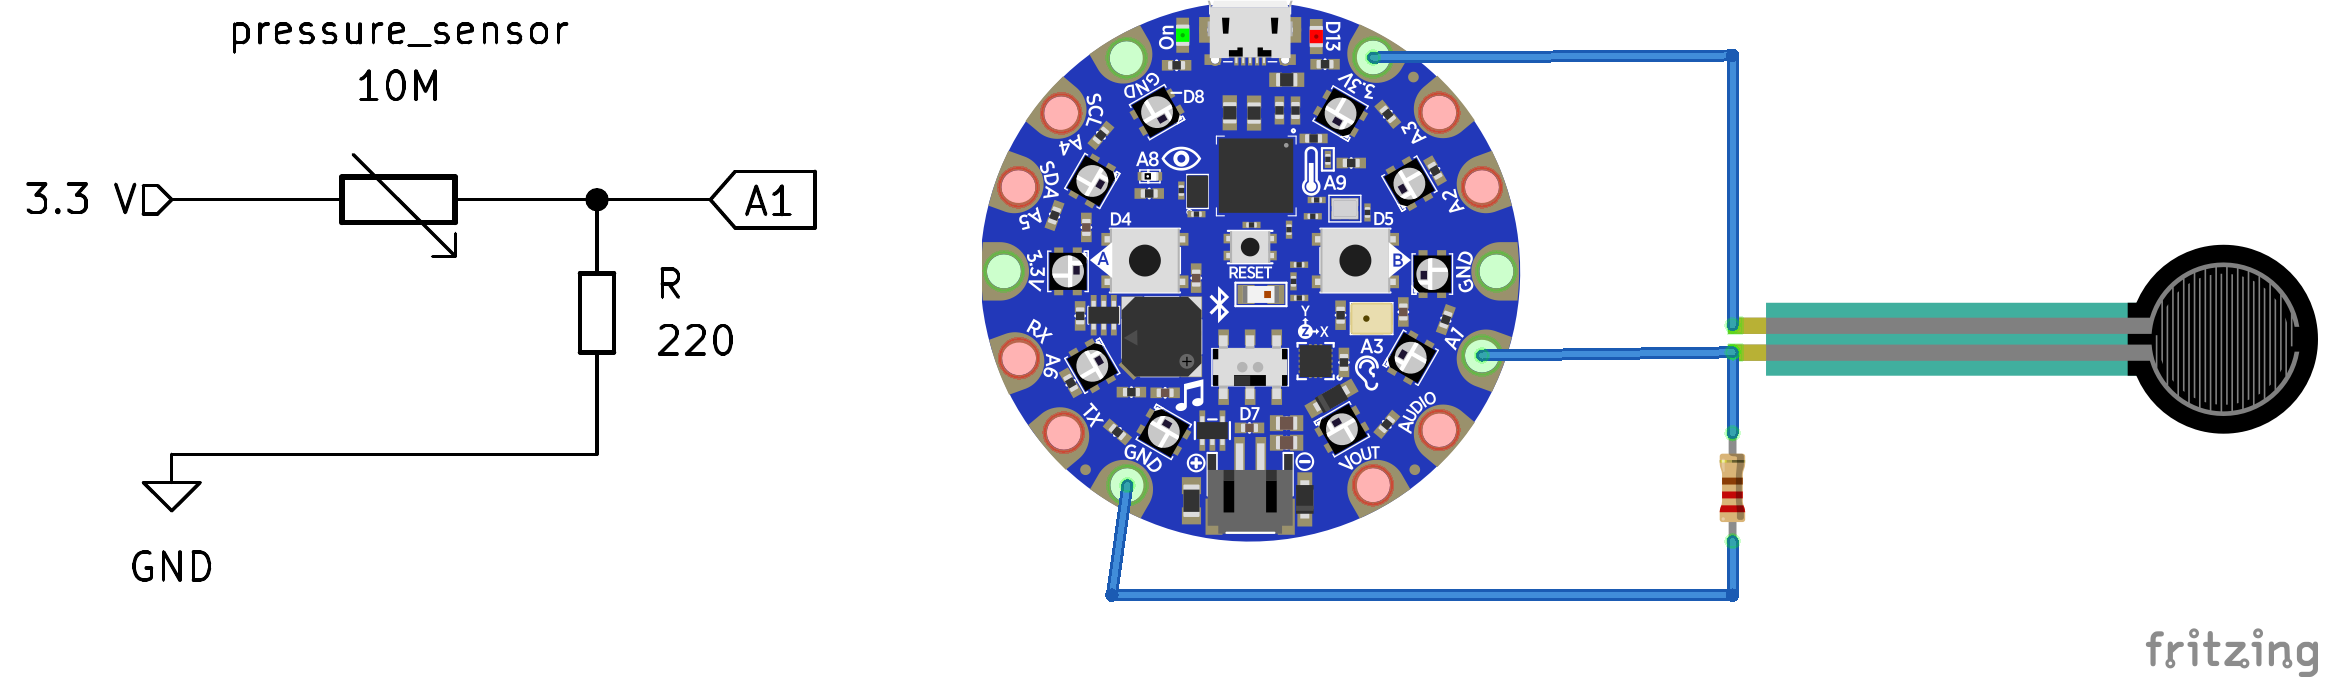 pressure_sensor
10M
3.3 V
A1
R
220
GND
On
D13
GND
3.3V
D8
SCL
A4
A3
A8
A9
SDA
A5
A2
D4
D5
A
B
RESET
3.3V
GND
RX
A6
Y
Z
X
A1
A3
TX
D7
AUDIO
GND
VOUT
+
−
fritzing